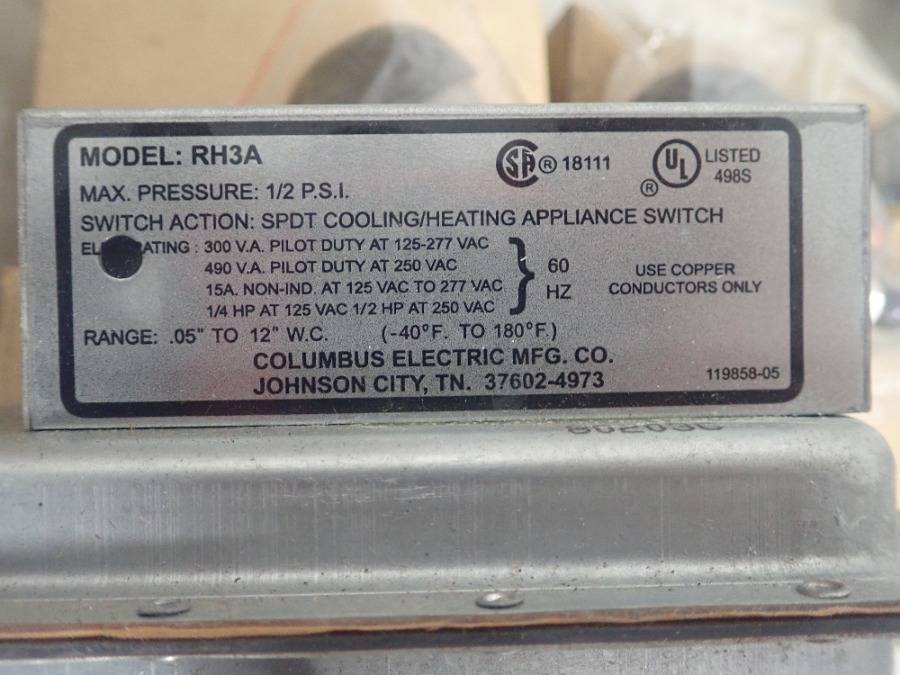 MODEL: RH3A
SA ® 18111
UL ® LISTED 498S
MAX. PRESSURE: 1/2 P.S.I.
SWITCH ACTION: SPDT COOLING/HEATING APPLIANCE SWITCH
RATING : 300 V.A. PILOT DUTY AT 125-277 VAC
490 V.A. PILOT DUTY AT 250 VAC
15A. NON-IND. AT 125 VAC TO 277 VAC
1/4 HP AT 125 VAC 1/2 HP AT 250 VAC
60 HZ
USE COPPER
CONDUCTORS ONLY
RANGE: .05" TO 12" W.C. (-40°F. TO 180°F.)
COLUMBUS ELECTRIC MFG. CO.
JOHNSON CITY, TN. 37602-4973
119858-05